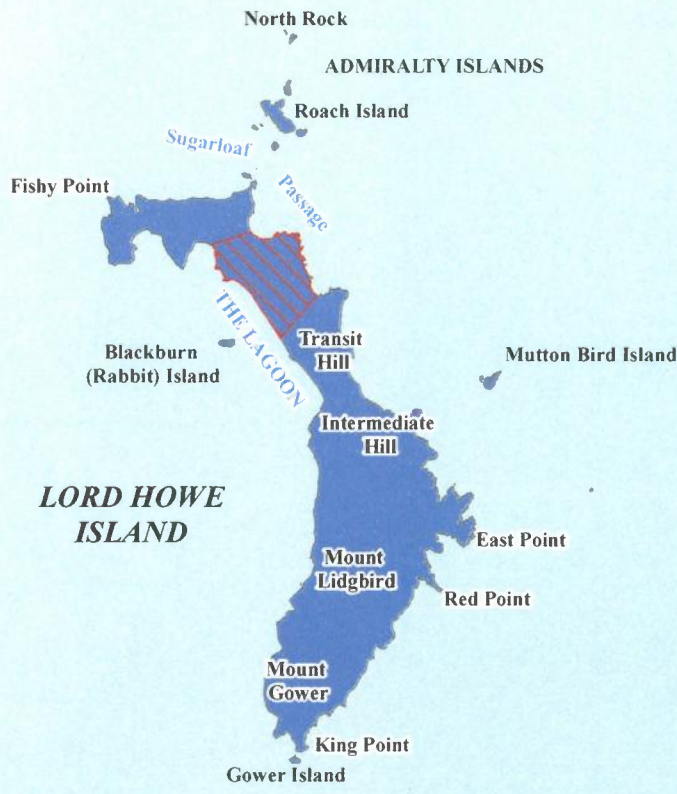 North Rock
ADMIRALTY ISLANDS
Roach Island
Sugarloaf
Passage
Fishy Point
THE LAGOON
Blackburn
(Rabbit) Island
Transit
Hill
Mutton Bird Island
Intermediate
Hill
LORD HOWE
ISLAND
East Point
Mount
Lidgbird
Red Point
Mount
Gower
King Point
Gower Island